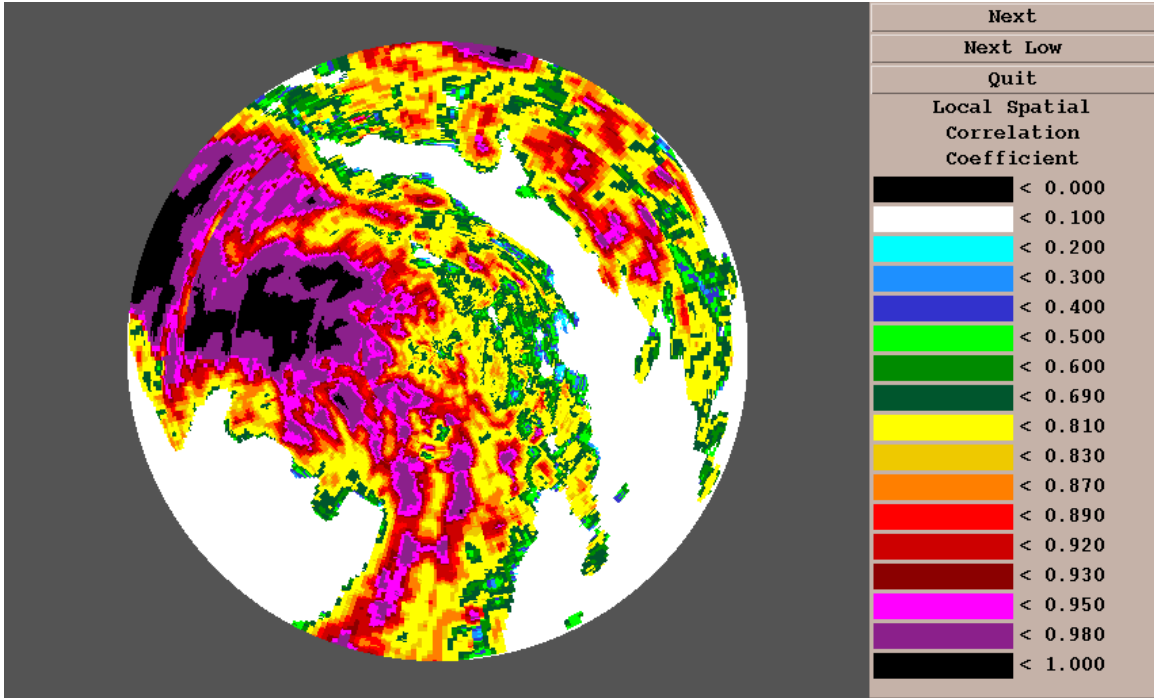 Next
Next Low
Quit
Local Spatial
Correlation
Coefficient
< 0.000
< 0.100
< 0.200
< 0.300
< 0.400
< 0.500
< 0.600
< 0.690
< 0.810
< 0.830
< 0.870
< 0.890
< 0.920
< 0.930
< 0.950
< 0.980
< 1.000